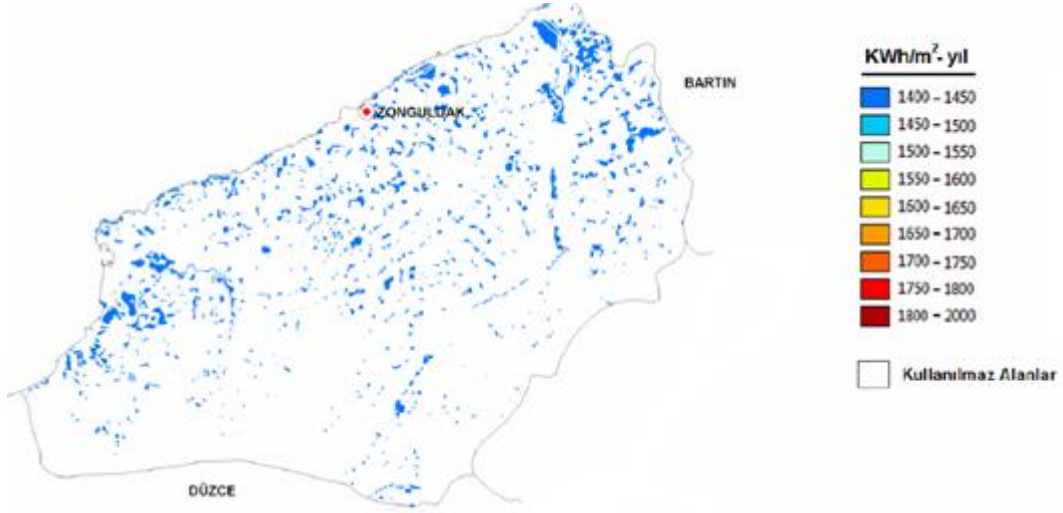 KWh/m²- yıl
BARTIN
1400 – 1450
ZONGULDAK
1450 – 1500
1500 – 1550
1550 – 1600
1600 – 1650
1650 – 1700
1700 – 1750
1750 – 1800
1800 – 2000
Kullanılmaz Alanlar
DÜZCE